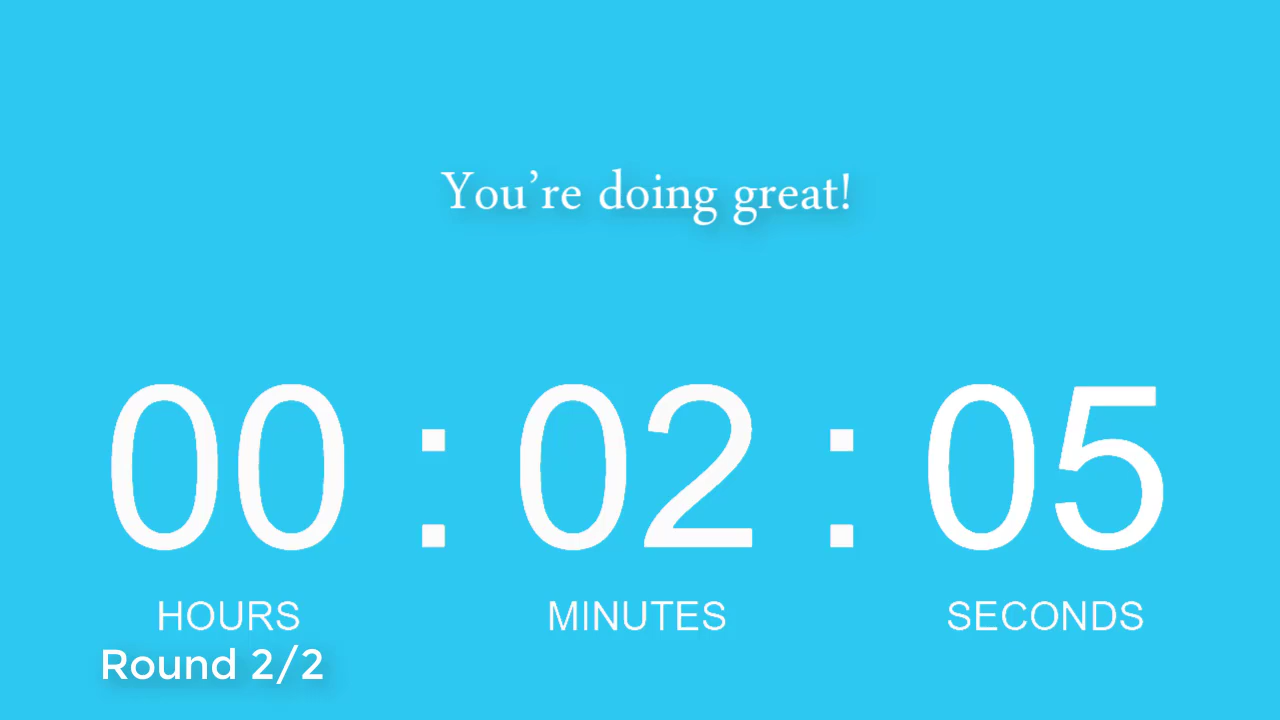 You’re doing great!
00 : 02 : 05
HOURS MINUTES SECONDS
Round 2/2